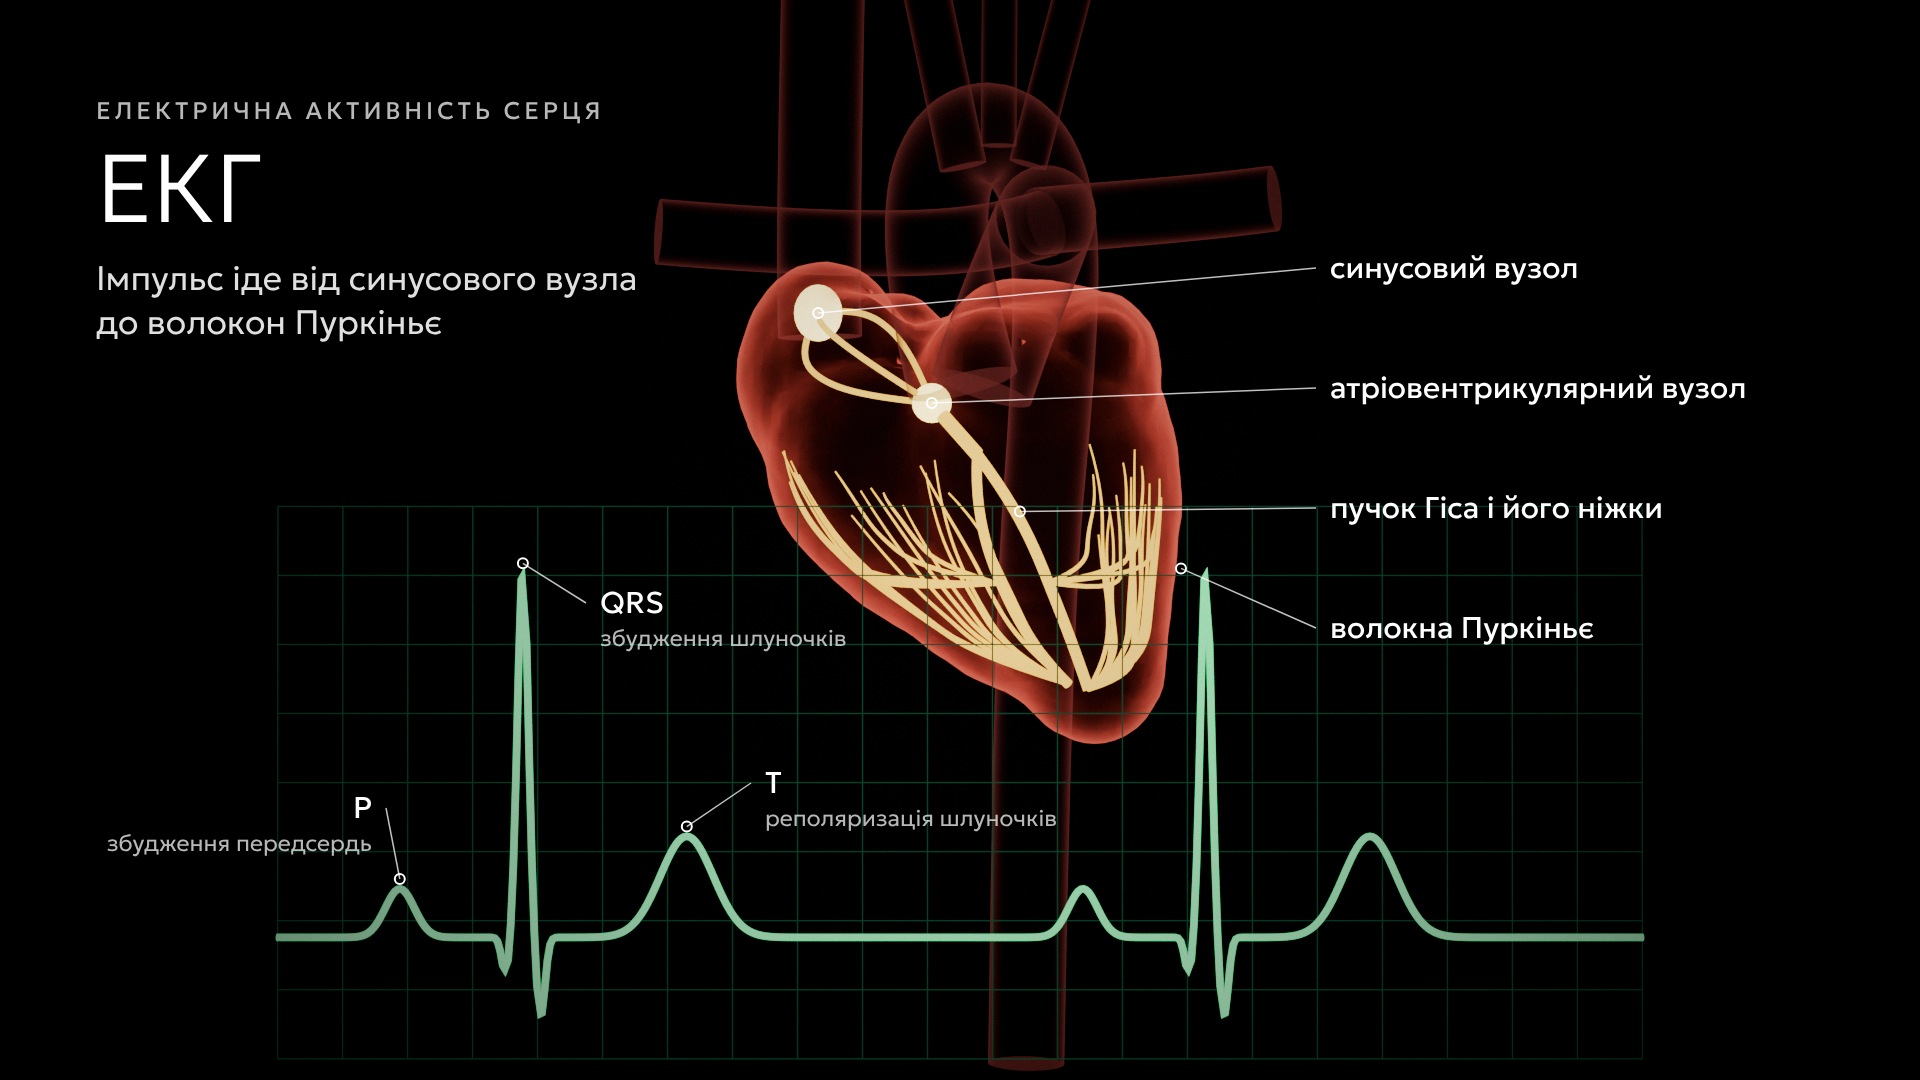 ЕЛЕКТРИЧНА АКТИВНІСТЬ СЕРЦЯ
ЕКГ
Імпульс іде від синусового вузла
до волокон Пуркіньє
синусовий вузол
атріовентрикулярний вузол
пучок Гіса і його ніжки
волокна Пуркіньє
QRS
збудження шлуночків
T
реполяризація шлуночків
P
збудження передсердь